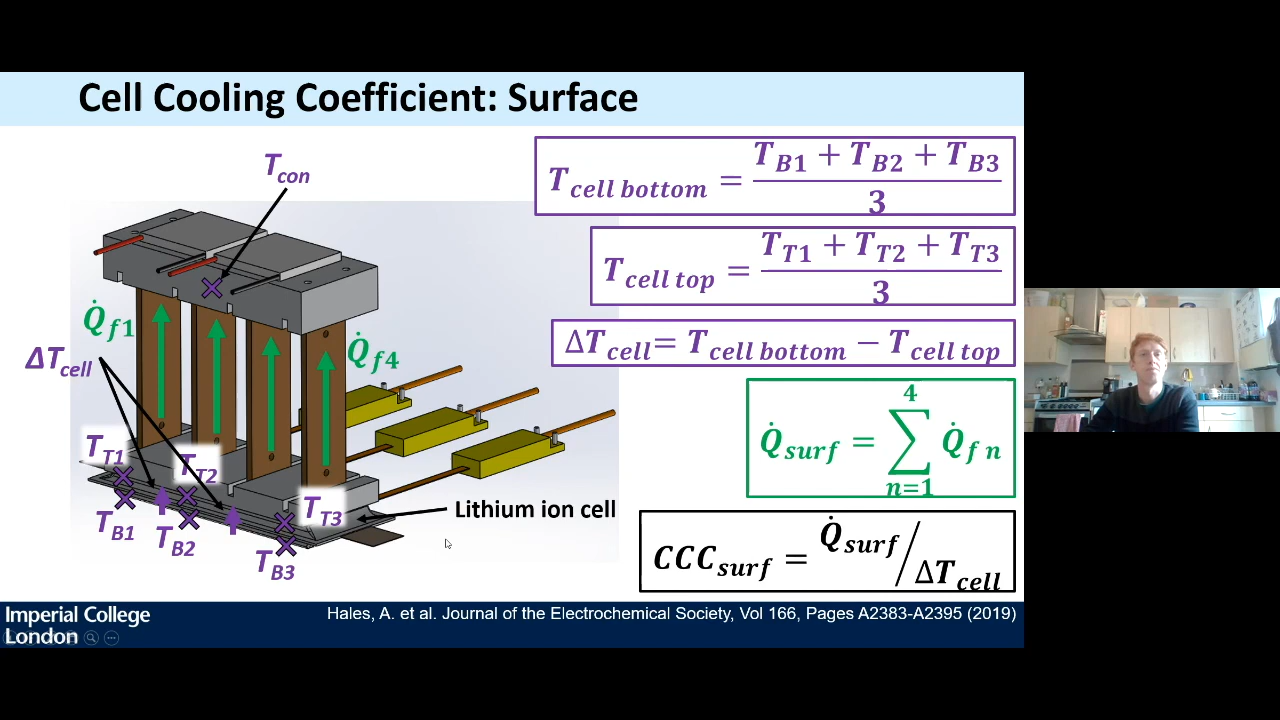 Cell Cooling Coefficient: Surface
T_con
Q̇_f1
Q̇_f4
ΔT_cell
T_T1
T_T2
T_T3
T_B1
T_B2
T_B3
Lithium ion cell
T_cell bottom = (T_B1 + T_B2 + T_B3) / 3
T_cell top = (T_T1 + T_T2 + T_T3) / 3
ΔT_cell = T_cell bottom − T_cell top
Q̇_surf = ∑_{n=1}^{4} Q̇_f n
CCC_surf = Q̇_surf / ΔT_cell
Imperial College
London
Hales, A. et al. Journal of the Electrochemical Society, Vol 166, Pages A2383-A2395 (2019)